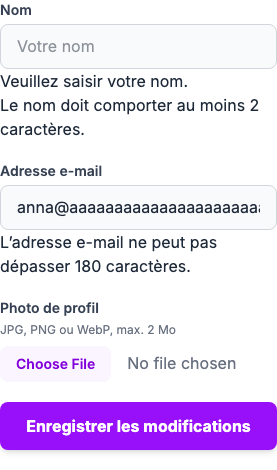 Nom
Votre nom
Veuillez saisir votre nom.
Le nom doit comporter au moins 2
caractères.
Adresse e-mail
anna@aaaaaaaaaaaaaaaaaaaaa
L’adresse e-mail ne peut pas
dépasser 180 caractères.
Photo de profil
JPG, PNG ou WebP, max. 2 Mo
Choose File No file chosen
Enregistrer les modifications